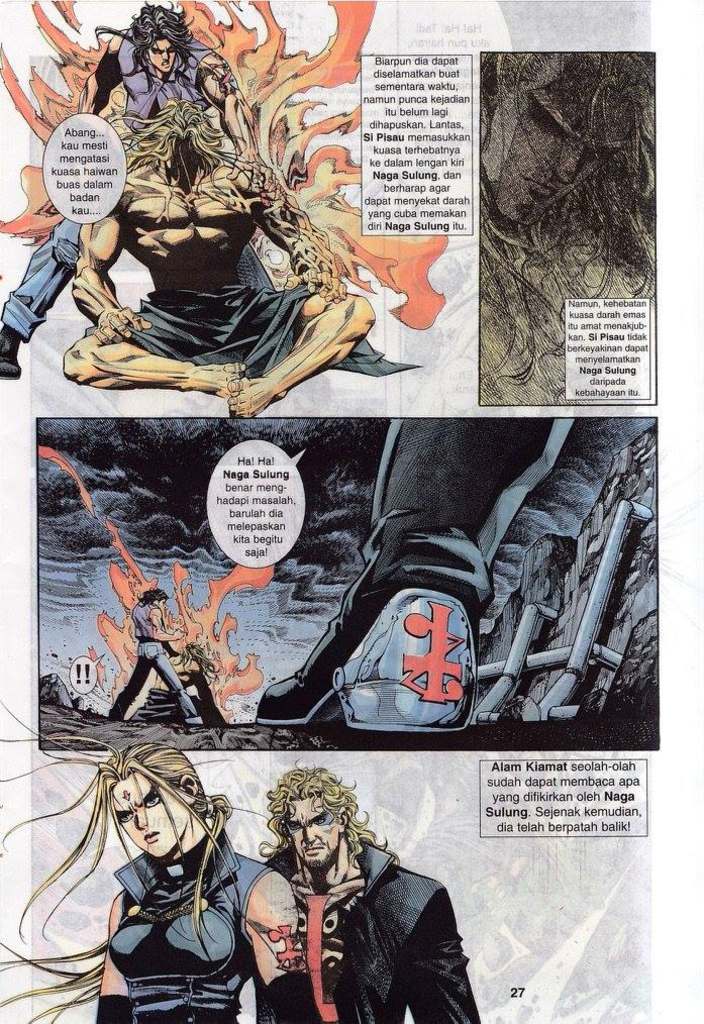 Abang...
kau mesti
mengatasi
kuasa haiwan
buas dalam
badan
kau....
Biarpun dia dapat
diselamatkan buat
sementara waktu,
namun punca kejadian
itu belum lagi
dihapuskan. Lantas,
Si Pisau memasukkan
kuasa terhebatnya
ke dalam lengan kiri
Naga Sulung, dan
berharap agar
dapat menyekat darah
yang cuba memakan
diri Naga Sulung itu.
Namun, kehebatan
kuasa darah emas
itu amat menakjub-
kan. Si Pisau tidak
berkeyakinan dapat
menyelamatkan
Naga Sulung
daripada
kebahayaan itu.
Ha! Ha!
Naga Sulung
benar meng-
hadapi masalah,
barulah dia
melepaskan
kita begitu
saja!
!!
Alam Kiamat seolah-olah
sudah dapat membaca apa
yang difikirkan oleh Naga
Sulung. Sejenak kemudian,
dia telah berpatah balik!
27